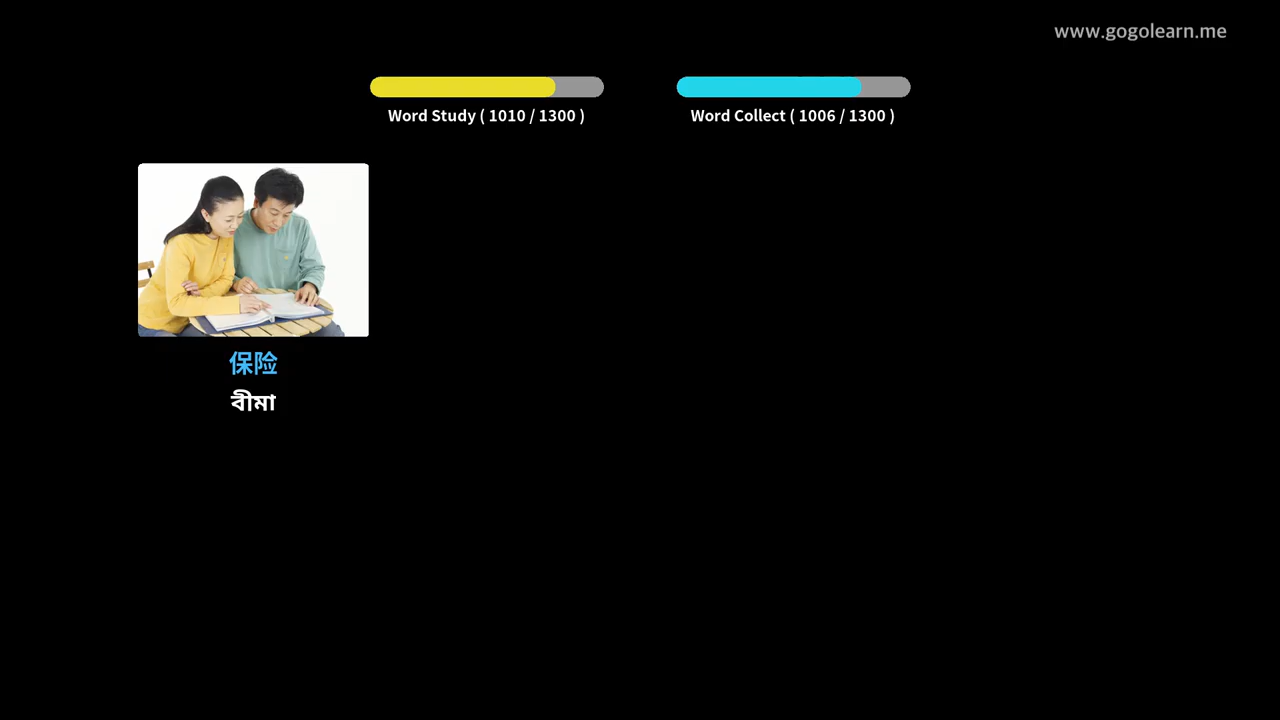 www.gogolearn.me
Word Study ( 1010 / 1300 )
Word Collect ( 1006 / 1300 )
保险
বীমা